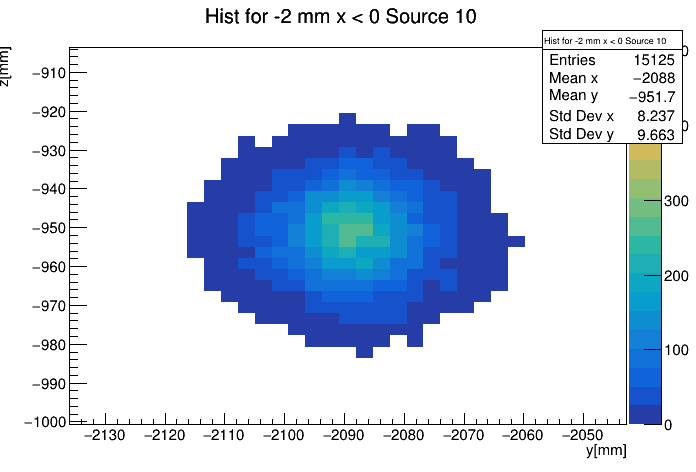 Hist for -2 mm x < 0 Source 10
Hist for -2 mm x < 0 Source 10
Entries 15125
Mean x −2088
Mean y −951.7
Std Dev x 8.237
Std Dev y 9.663
z[mm]
−910
−920
−930
−940
−950
−960
−970
−980
−990
−1000
−2130
−2120
−2110
−2100
−2090
−2080
−2070
−2060
−2050
y[mm]
300
200
100
0